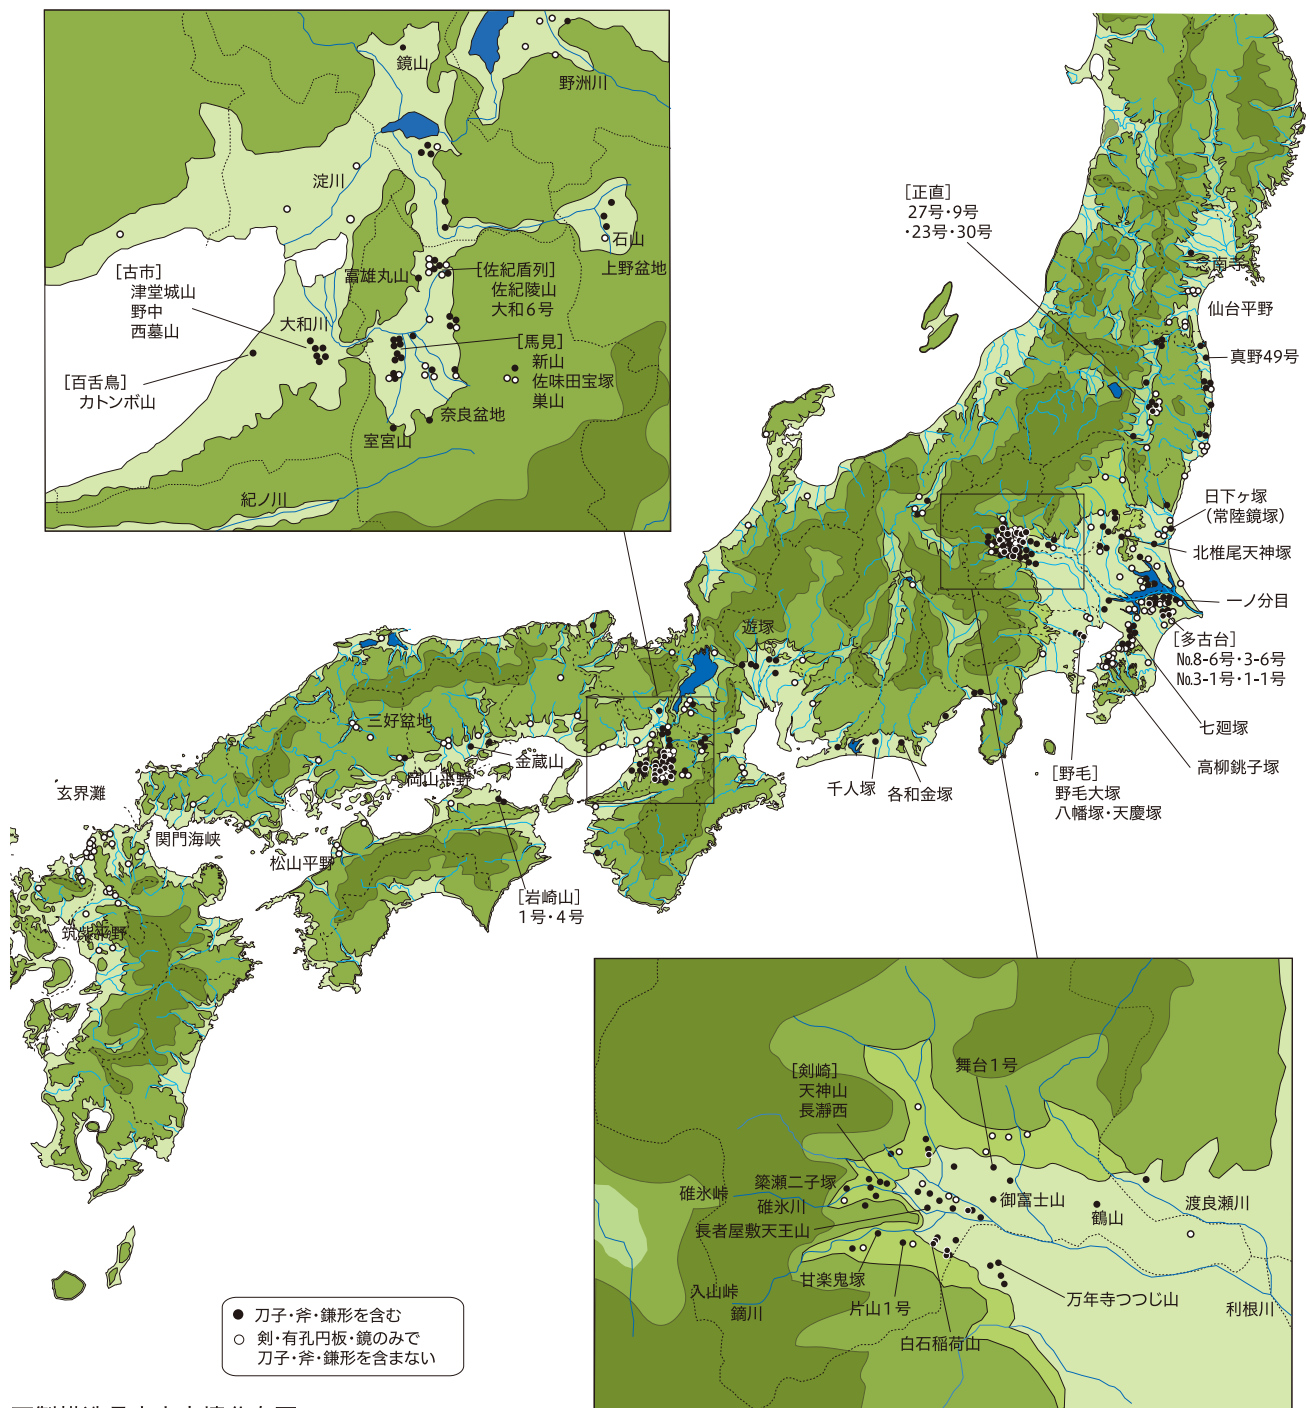 鏡山
野洲川
淀川
石山
上野盆地
富雄丸山
[佐紀盾列]
佐紀陵山
大和6号
[古市]
津堂城山
野中
西墓山
大和川
[馬見]
新山
佐味田宝塚
巣山
[百舌鳥]
カトンボ山
奈良盆地
室宮山
紀ノ川
[正直]
27号・9号
・23号・30号
今南寺
仙台平野
真野49号
日下ヶ塚
(常陸鏡塚)
北椎尾天神塚
一ノ分目
[多古台]
№8-6号・3-6号
№3-1号・1-1号
七廻塚
高柳銚子塚
[野毛]
野毛大塚
八幡塚・天慶塚
遊塚
千人塚
各和金塚
三好盆地
金蔵山
岡山平野
玄界灘
関門海峡
松山平野
[岩崎山]
1号・4号
筑紫平野
舞台1号
[剣崎]
天神山
長瀞西
簗瀬二子塚
碓氷峠
碓氷川
長者屋敷天王山
御富士山
鶴山
渡良瀬川
甘楽鬼塚
入山峠
鏑川
片山1号
万年寺つつじ山
利根川
白石稲荷山
● 刀子・斧・鎌形を含む
○ 剣・有孔円板・鏡のみで
刀子・斧・鎌形を含まない